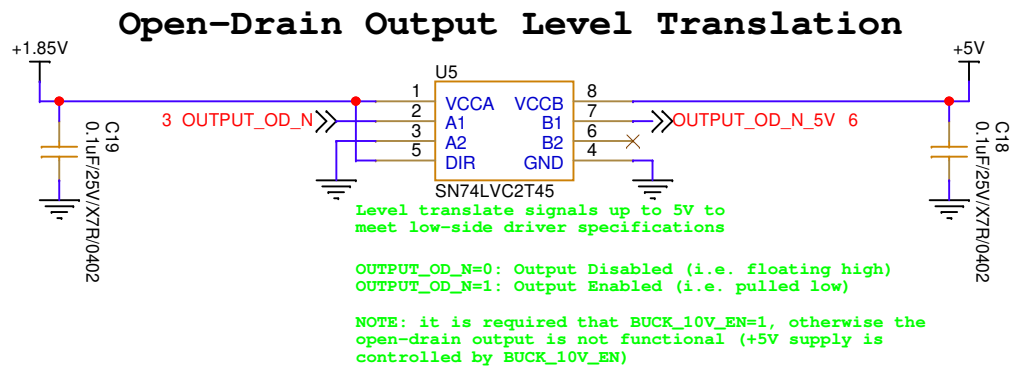 Open-Drain Output Level Translation
+1.85V
+5V
U5
1
VCCA
VCCB
8
3 OUTPUT_OD_N
2
A1
B1
7
OUTPUT_OD_N_5V 6
3
A2
B2
6
5
DIR
GND
4
SN74LVC2T45
C19
0.1uF/25V/X7R/0402
C18
0.1uF/25V/X7R/0402
Level translate signals up to 5V to
meet low-side driver specifications
OUTPUT_OD_N=0: Output Disabled (i.e. floating high)
OUTPUT_OD_N=1: Output Enabled (i.e. pulled low)
NOTE: it is required that BUCK_10V_EN=1, otherwise the
open-drain output is not functional (+5V supply is
controlled by BUCK_10V_EN)